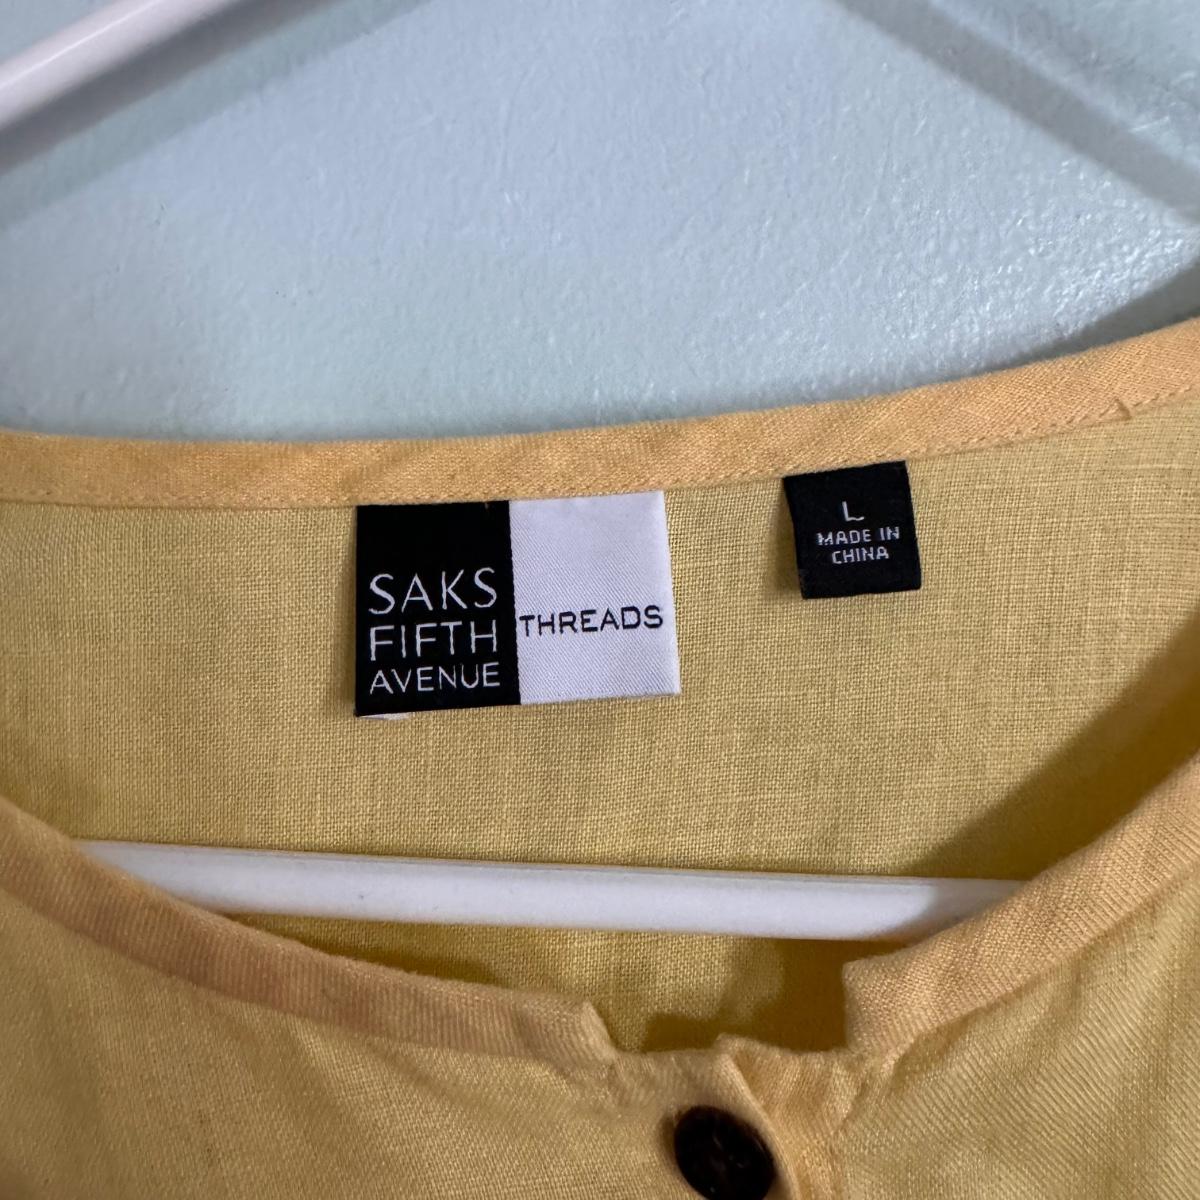 SAKS
FIFTH
AVENUE
THREADS
L
MADE IN
CHINA